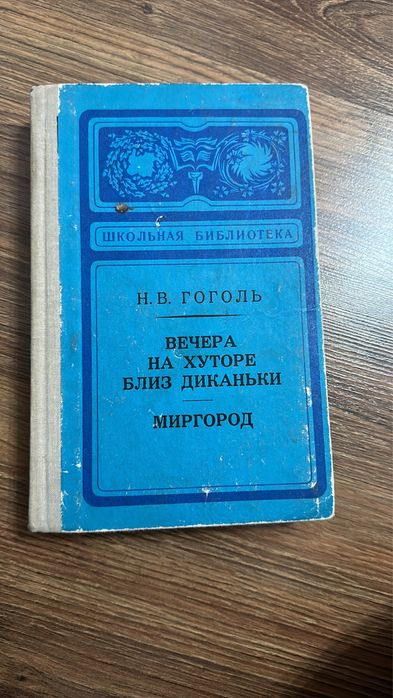 ШКОЛЬНАЯ БИБЛИОТЕКА
Н. В. ГОГОЛЬ
ВЕЧЕРА
НА ХУТОРЕ
БЛИЗ ДИКАНЬКИ
МИРГОРОД